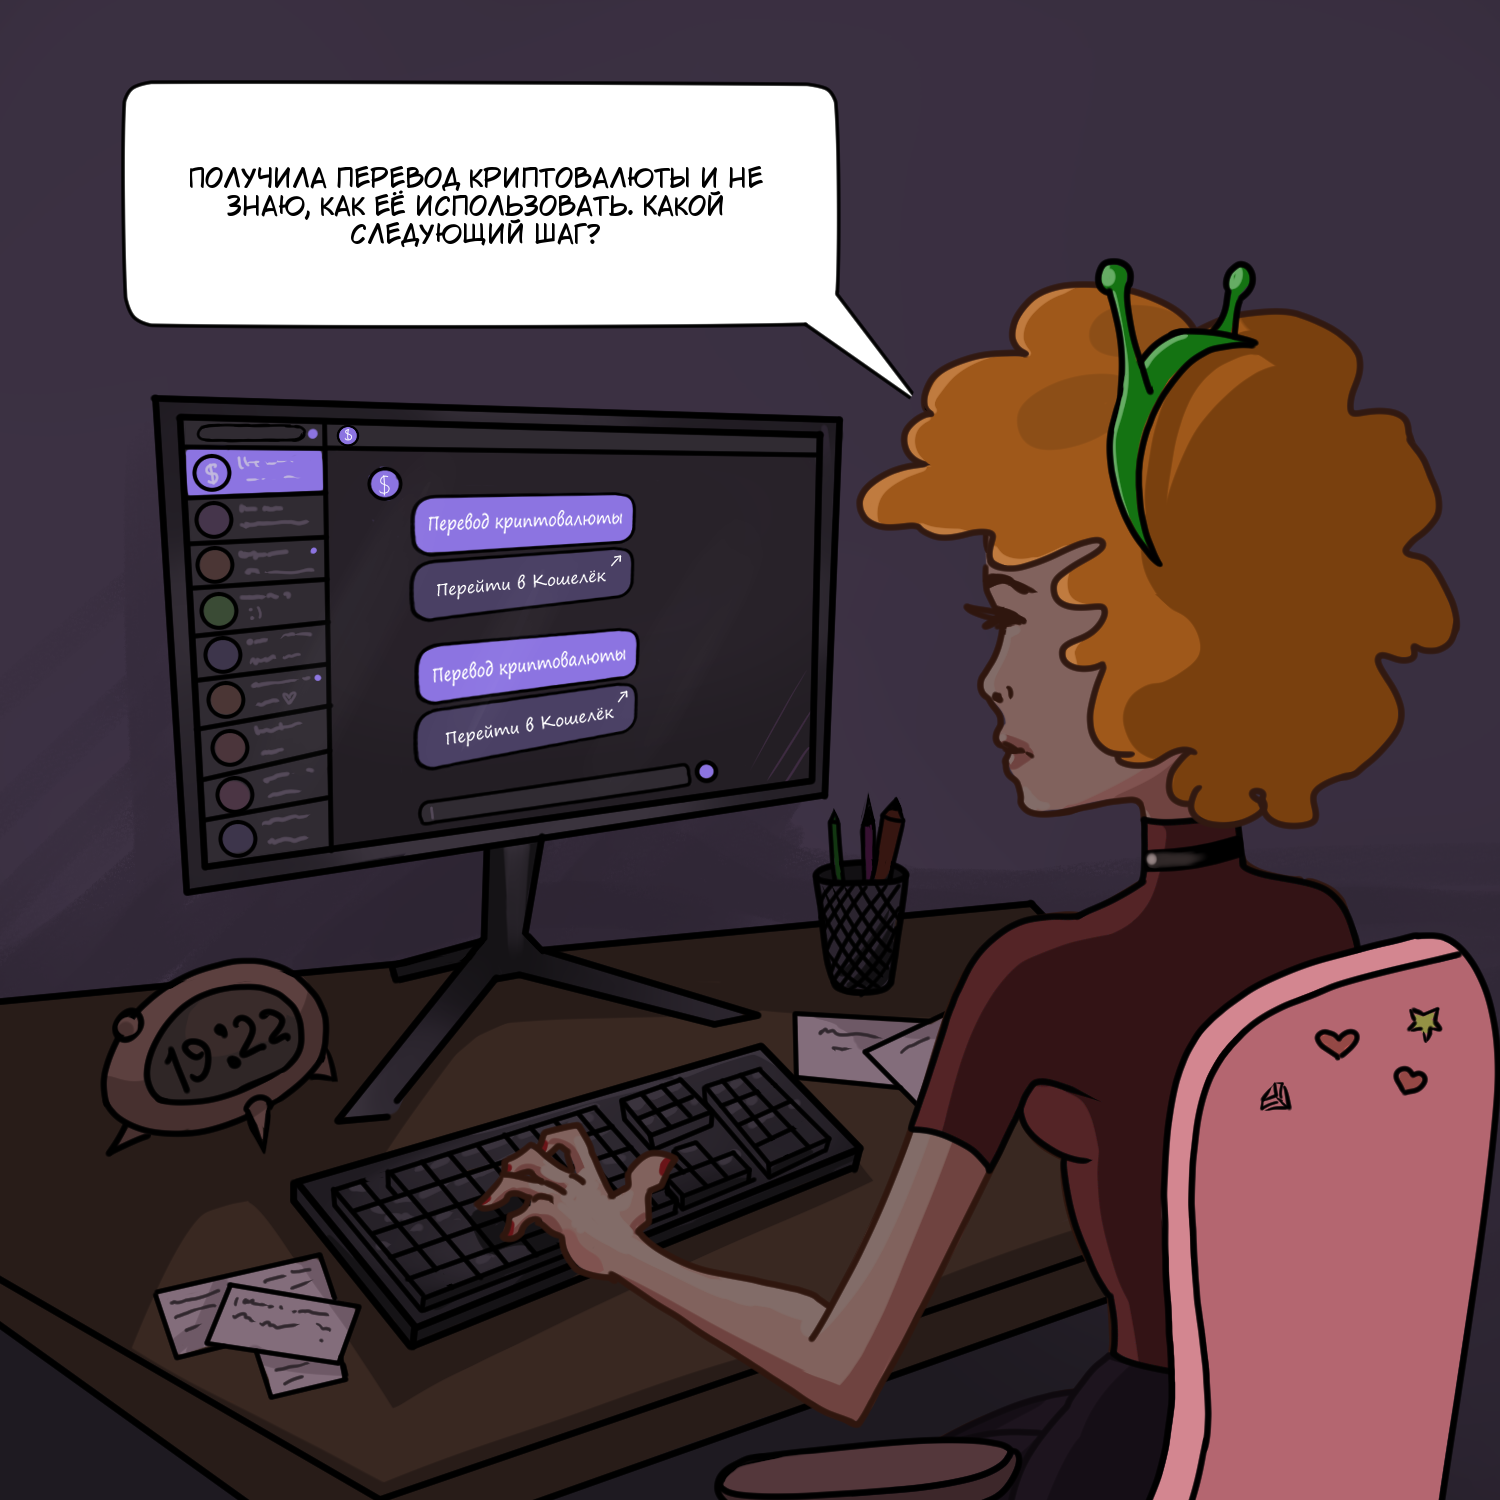 ПОЛУЧИЛА ПЕРЕВОД КРИПТОВАЛЮТЫ И НЕ
ЗНАЮ, КАК ЕЁ ИСПОЛЬЗОВАТЬ. КАКОЙ
СЛЕДУЮЩИЙ ШАГ?
$
$
$
Перевод криптовалюты
Перейти в Кошелёк
:)
Перевод криптовалюты
Перейти в Кошелёк
19:22